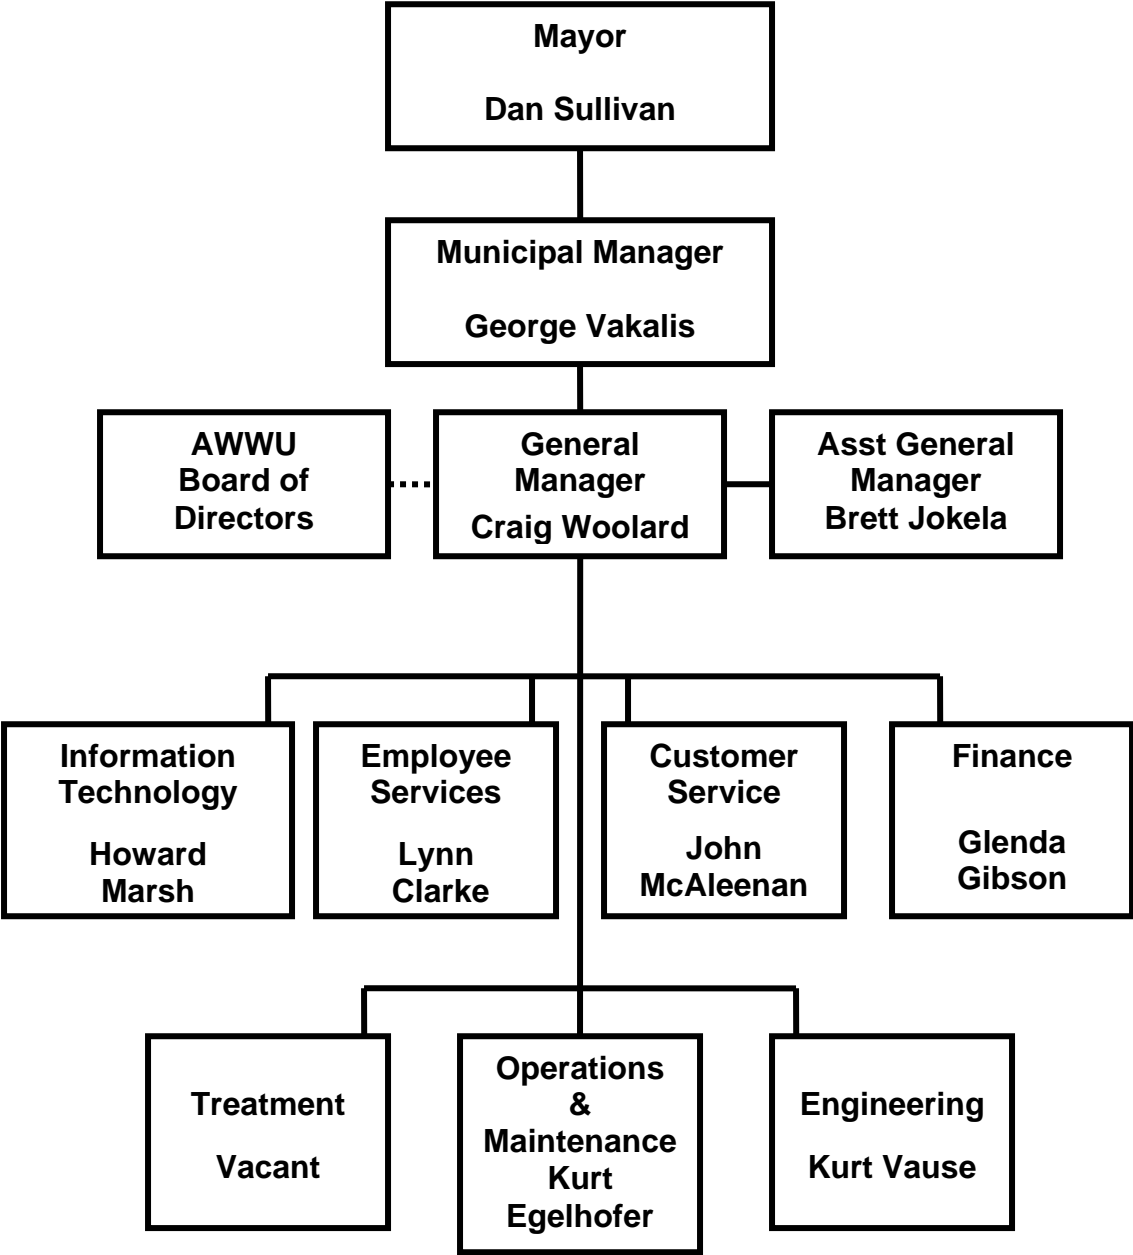 Mayor
Dan Sullivan
Municipal Manager
George Vakalis
AWWU
Board of
Directors
General
Manager
Craig Woolard
Asst General
Manager
Brett Jokela
Information
Technology
Howard
Marsh
Employee
Services
Lynn
Clarke
Customer
Service
John
McAleenan
Finance
Glenda
Gibson
Treatment
Vacant
Operations
&
Maintenance
Kurt
Egelhofer
Engineering
Kurt Vause